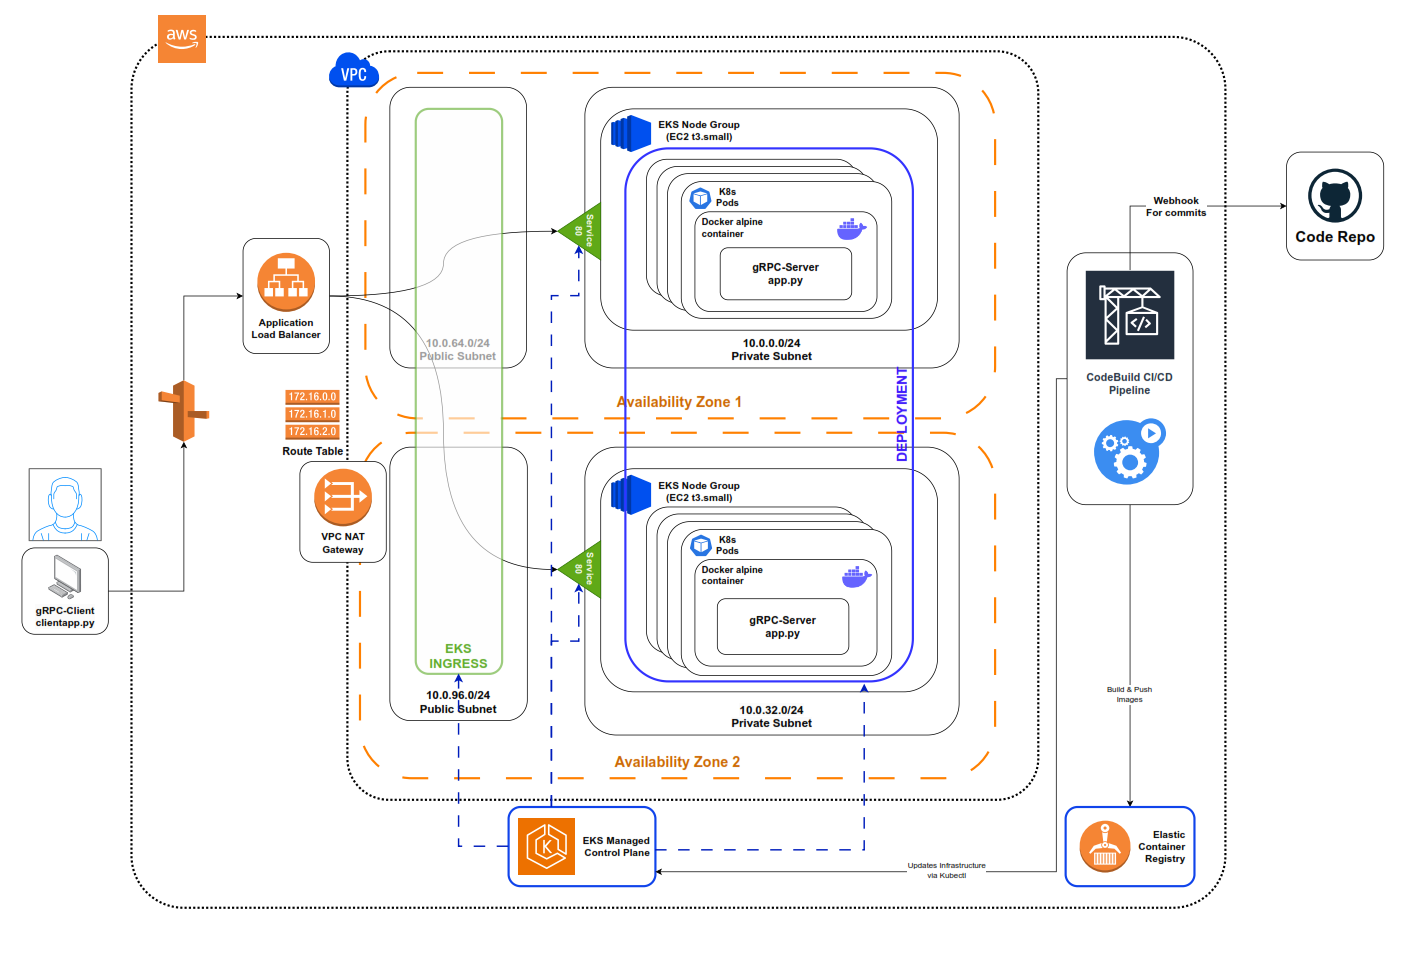 aws
VPC
EKS Node Group
(EC2 t3.small)
K8s
Pods
Docker alpine
container
gRPC-Server
app.py
Service
80
10.0.64.0/24
Public Subnet
10.0.0.0/24
Private Subnet
Availability Zone 1
DEPLOYMENT
Application
Load Balancer
172.16.0.0
172.16.1.0
172.16.2.0
Route Table
VPC NAT
Gateway
gRPC-Client
clientapp.py
EKS Node Group
(EC2 t3.small)
K8s
Pods
Docker alpine
container
gRPC-Server
app.py
Service
80
EKS
INGRESS
10.0.96.0/24
Public Subnet
10.0.32.0/24
Private Subnet
Availability Zone 2
K
EKS Managed
Control Plane
Updates Infrastructure
via Kubectl
Webhook
For commits
Code Repo
</>
CodeBuild CI/CD
Pipeline
Build & Push
Images
Elastic
Container
Registry